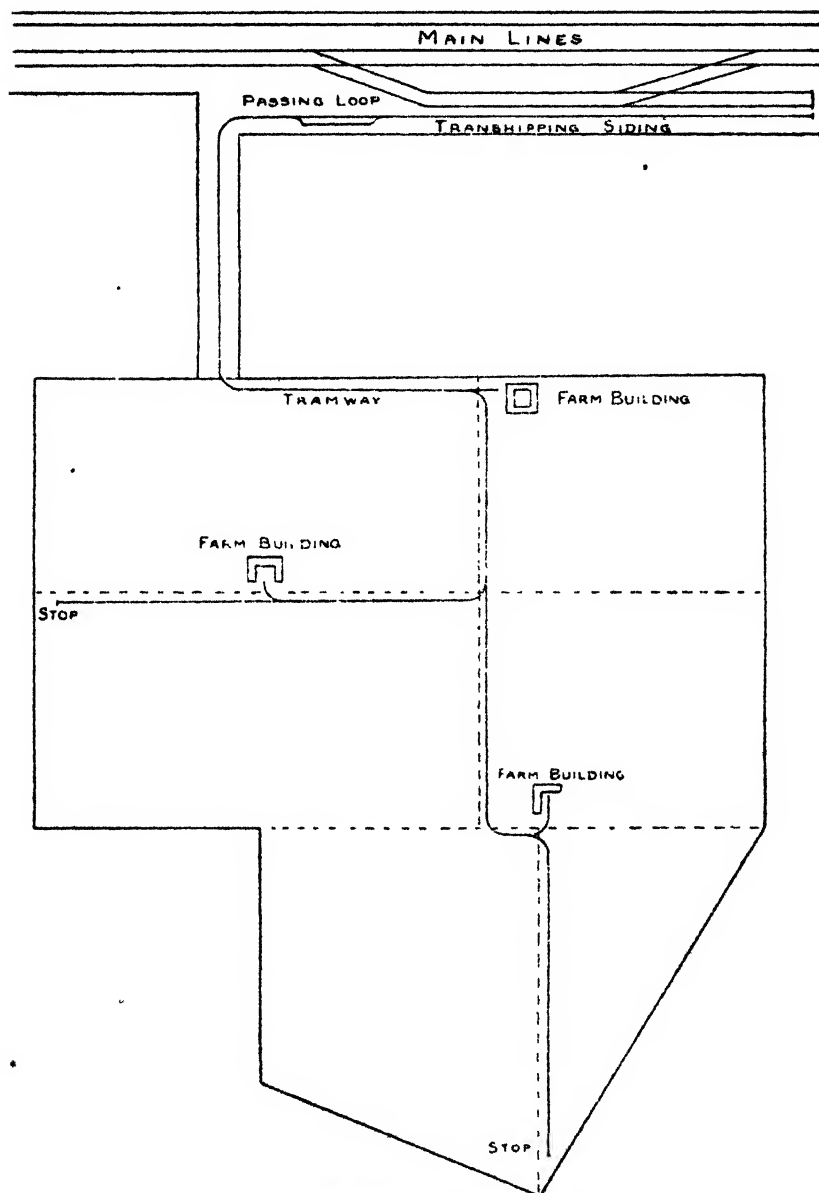 MAIN LINES
PASSING LOOP
TRANSHIPPING SIDING
TRAMWAY
FARM BUILDING
FARM BUILDING
STOP
FARM BUILDING
STOP